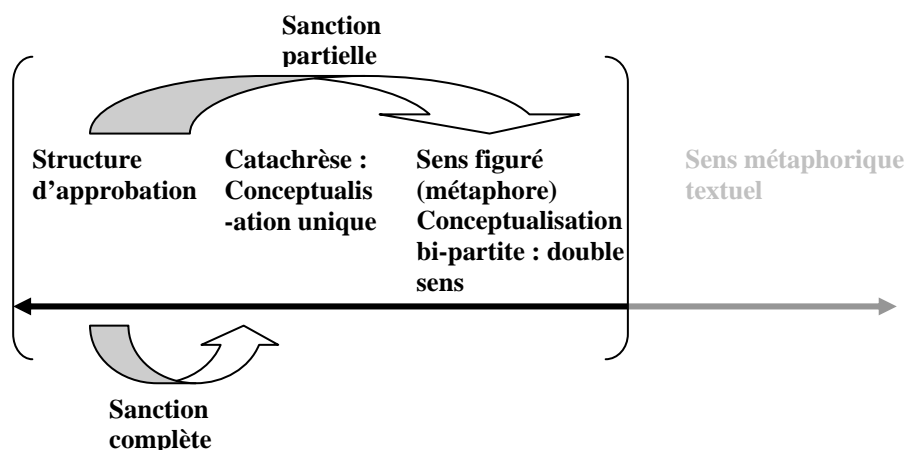 Sanction
partielle
Structure
d'approbation
Catachrèse :
Conceptualis
-ation unique
Sens figuré
(métaphore)
Conceptualisation
bi-partite : double
sens
Sens métaphorique
textuel
Sanction
complète